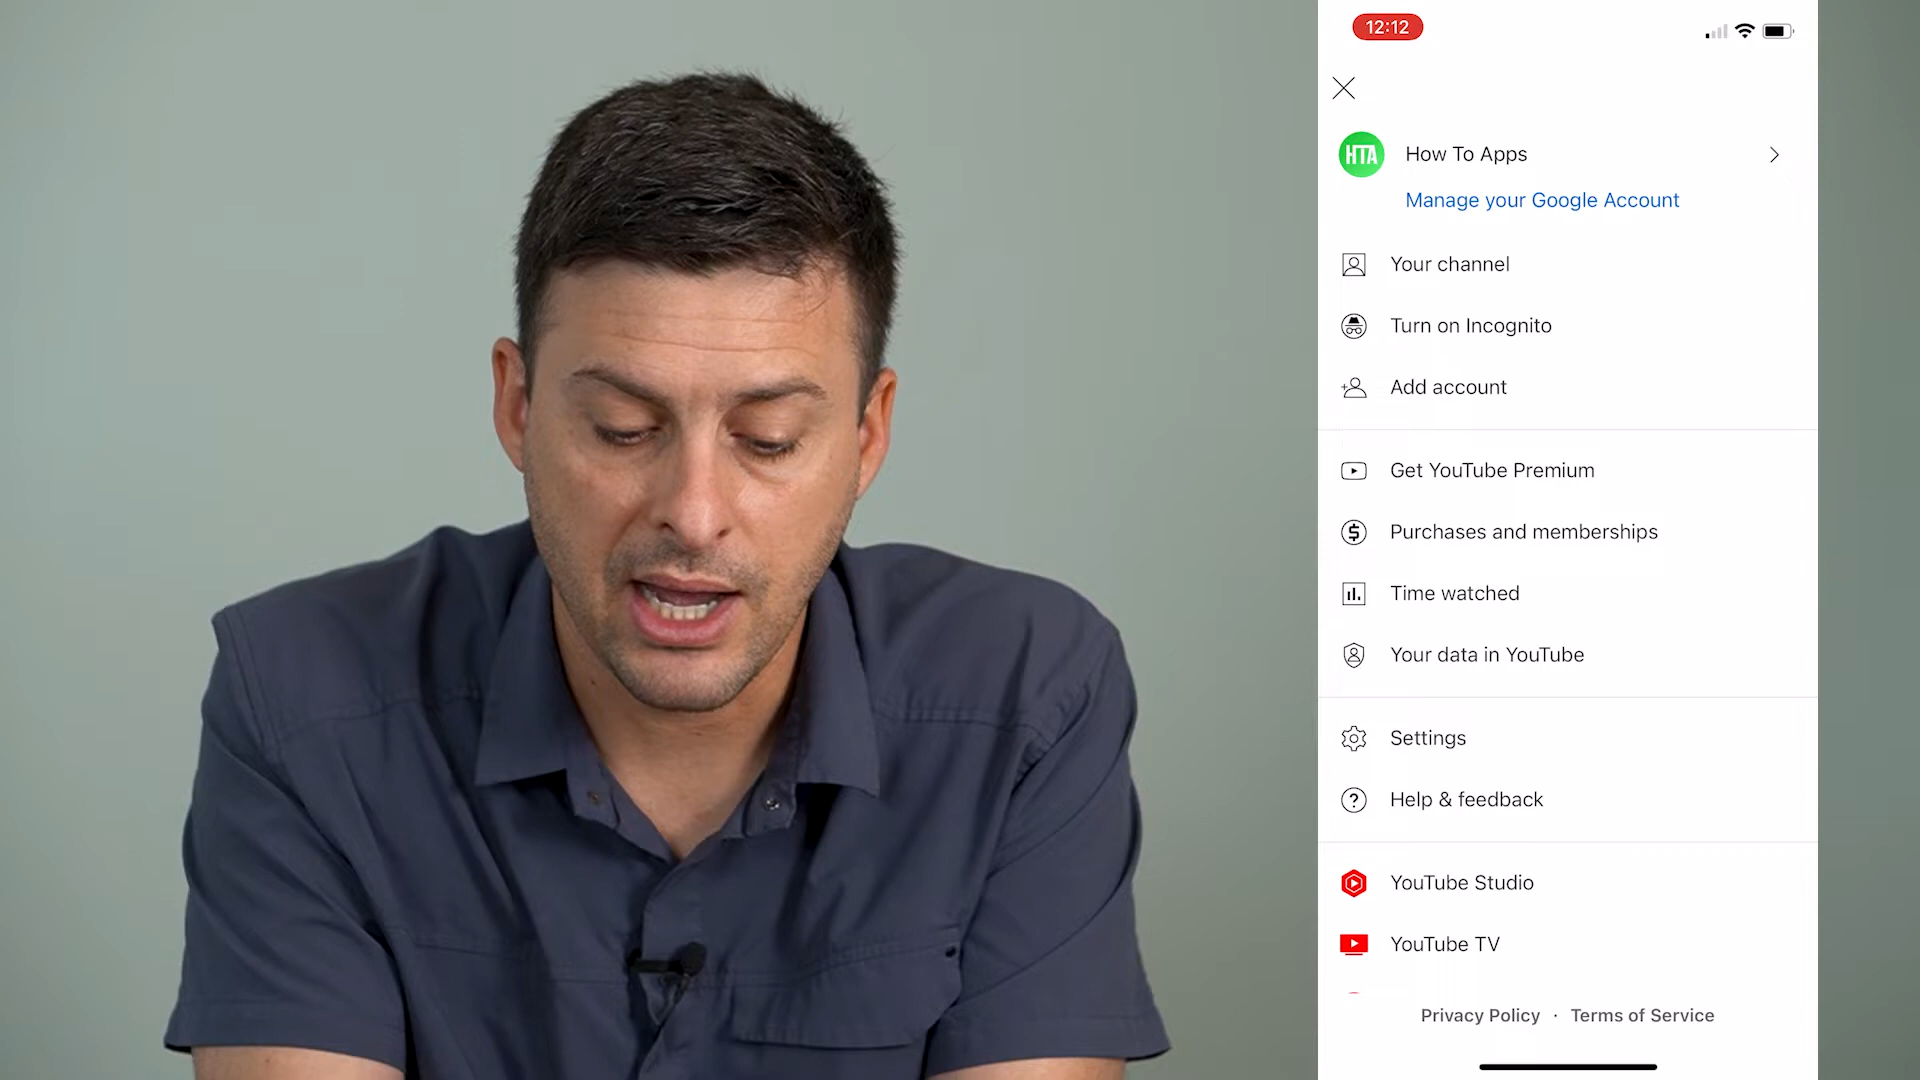 12:12
HTA
How To Apps
Manage your Google Account
Your channel
Turn on Incognito
Add account
Get YouTube Premium
Purchases and memberships
Time watched
Your data in YouTube
Settings
Help & feedback
YouTube Studio
YouTube TV
Privacy Policy · Terms of Service